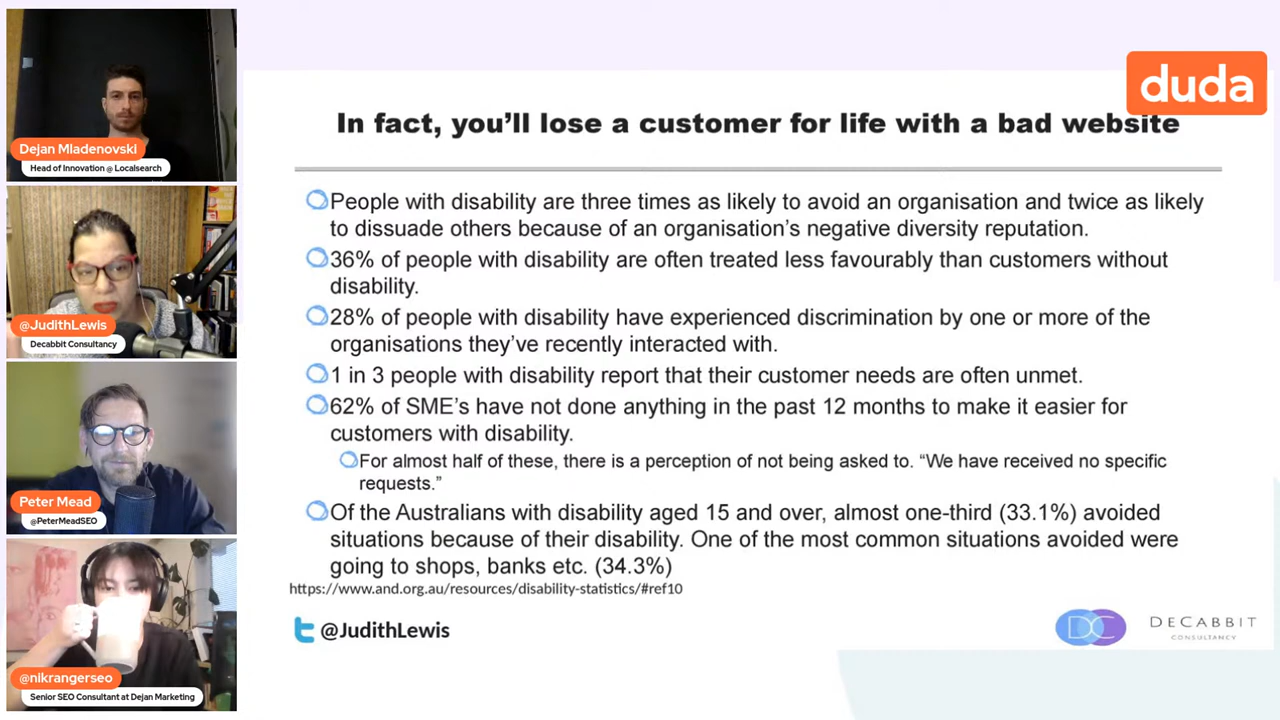 Dejan Mladenovski
Head of Innovation @ Localsearch
@JudithLewis
Decabbit Consultancy
Peter Mead
@PeterMeadSEO
@nikrangerseo
Senior SEO Consultant at Dejan Marketing
duda
In fact, you'll lose a customer for life with a bad website
People with disability are three times as likely to avoid an organisation and twice as likely
to dissuade others because of an organisation's negative diversity reputation.
36% of people with disability are often treated less favourably than customers without
disability.
28% of people with disability have experienced discrimination by one or more of the
organisations they've recently interacted with.
1 in 3 people with disability report that their customer needs are often unmet.
62% of SME's have not done anything in the past 12 months to make it easier for
customers with disability.
For almost half of these, there is a perception of not being asked to. “We have received no specific
requests.”
Of the Australians with disability aged 15 and over, almost one-third (33.1%) avoided
situations because of their disability. One of the most common situations avoided were
going to shops, banks etc. (34.3%)
https://www.and.org.au/resources/disability-statistics/#ref10
@JudithLewis
DC DECABBIT
CONSULTANCY